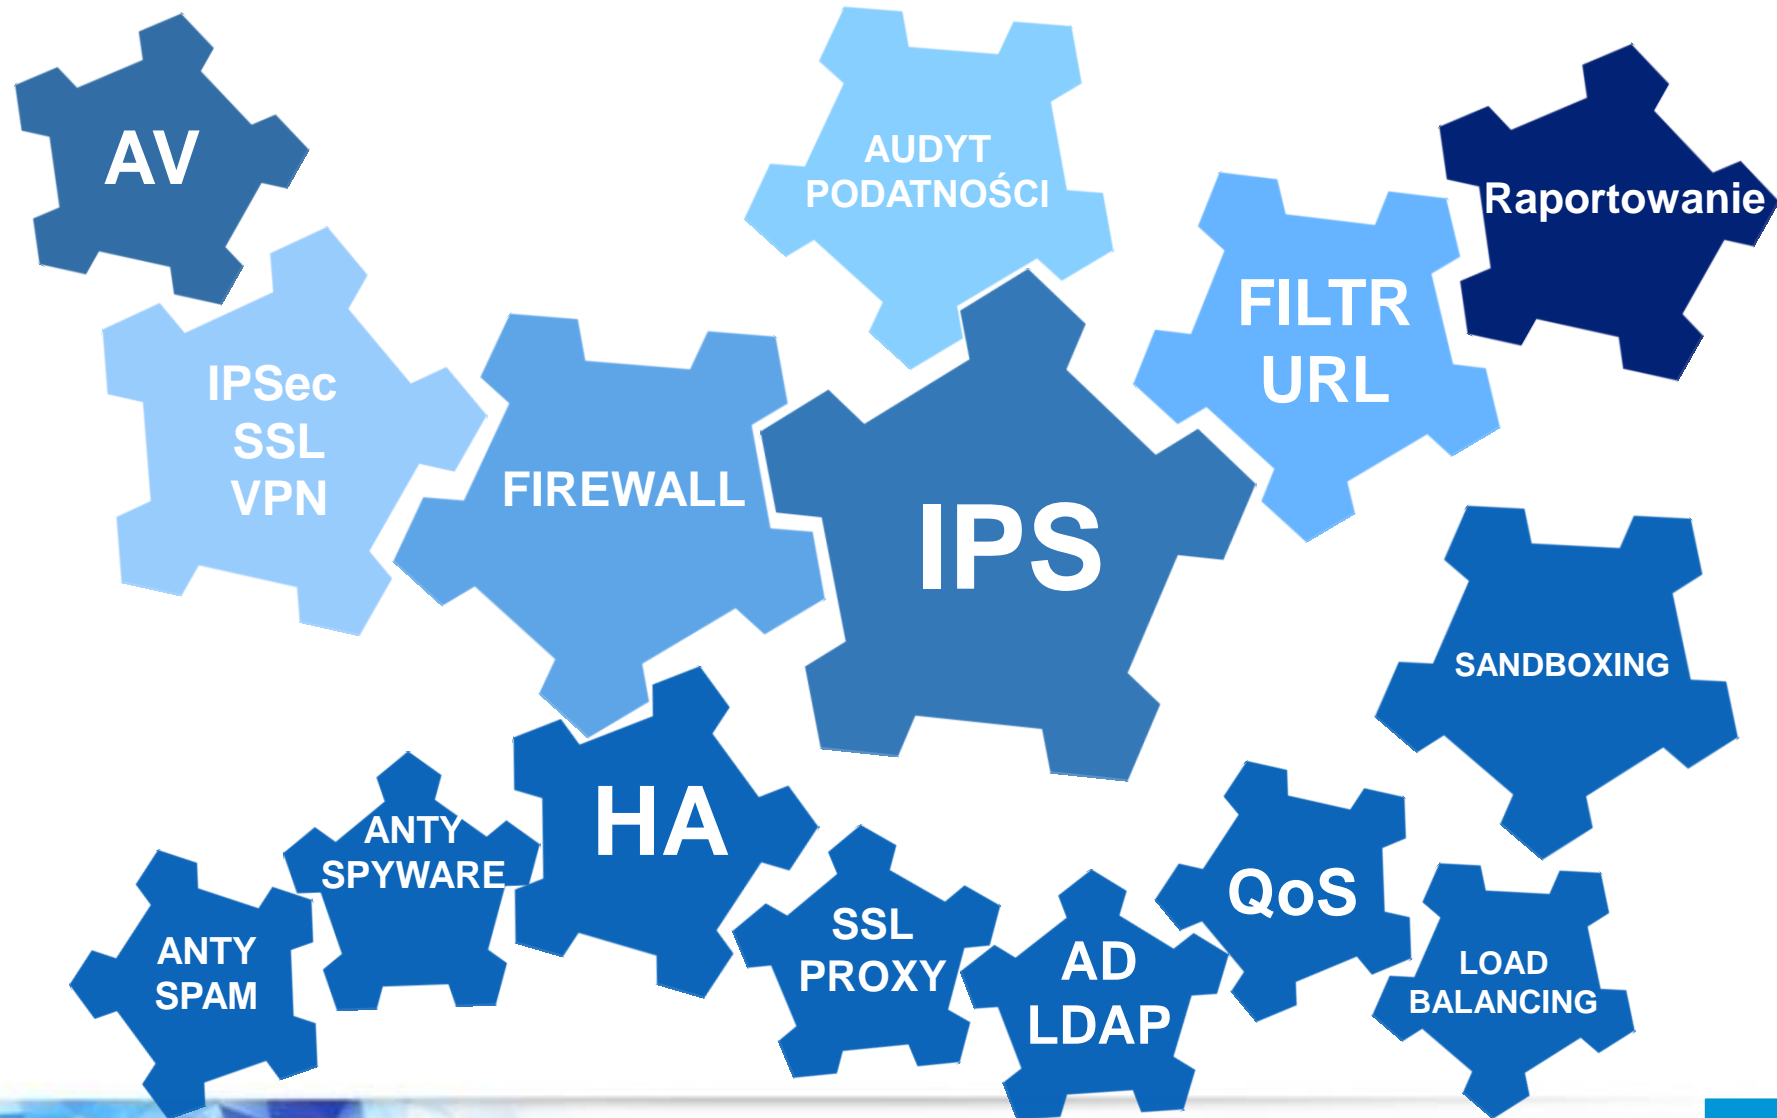 AV
AUDYT
PODATNOŚCI
Raportowanie
FILTR
URL
IPSec
SSL
VPN
FIREWALL
IPS
SANDBOXING
HA
ANTY
SPYWARE
QoS
SSL
PROXY
ANTY
SPAM
AD
LDAP
LOAD
BALANCING